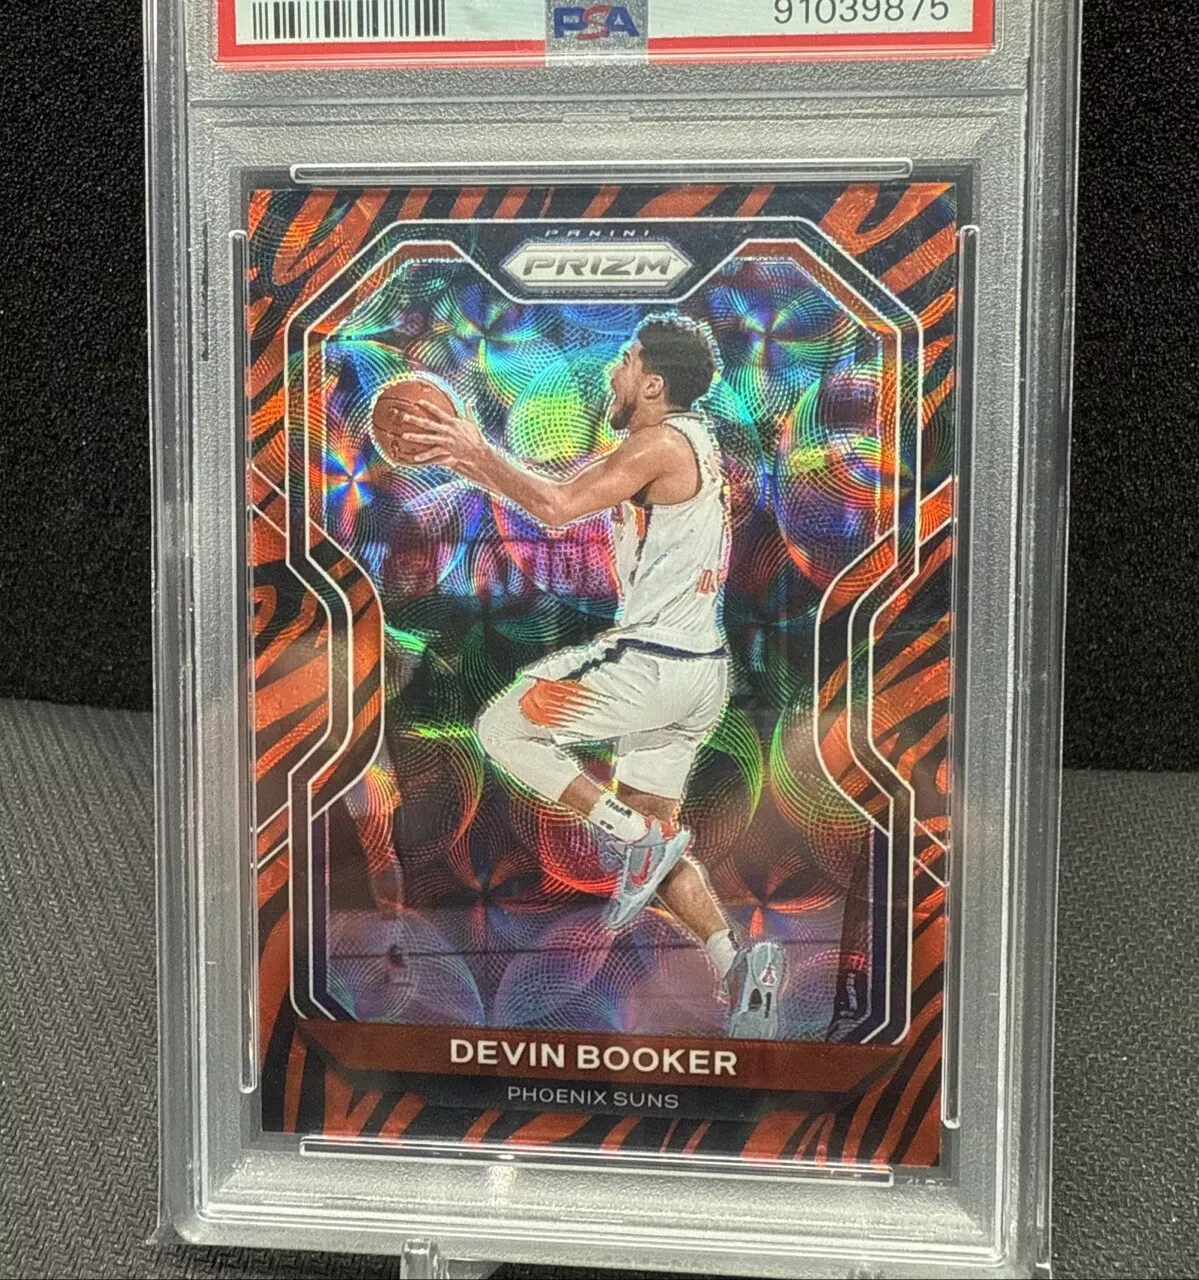 PSA
91039875
PANINI
PRIZM
DEVIN BOOKER
PHOENIX SUNS